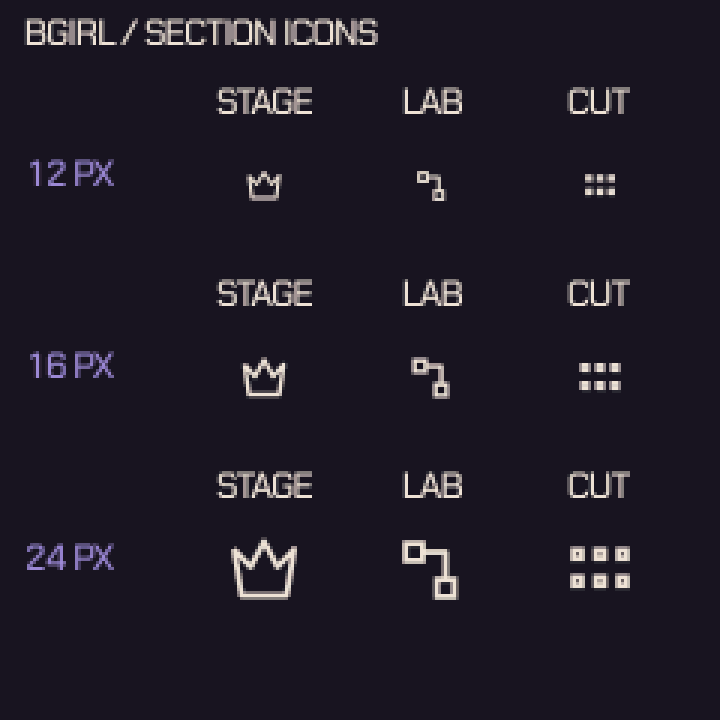 BGIRL / SECTION ICONS
STAGE LAB CUT
12 PX
STAGE LAB CUT
16 PX
STAGE LAB CUT
24 PX